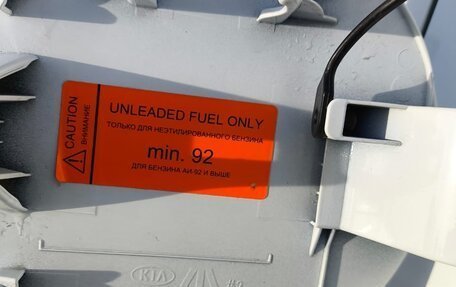 CAUTION
ВНИМАНИЕ
UNLEADED FUEL ONLY
ТОЛЬКО ДЛЯ НЕЭТИЛИРОВАННОГО БЕНЗИНА
min. 92
ДЛЯ БЕНЗИНА АИ-92 И ВЫШЕ
KIA